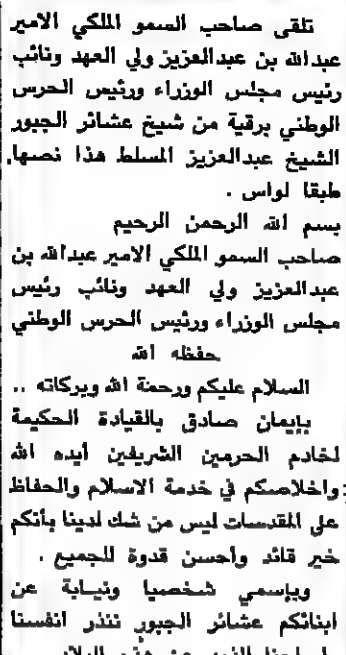 تلقى صاحب السمو الملكي الامير
عبدالله بن عبدالعزيز ولي العهد ونائب
رئيس مجلس الوزراء ورئيس الحرس
الوطني برقية من شيخ عشائر الجبور
الشيخ عبدالعزيز المسلط هذا نصها
طبقا لواس .
بسم الله الرحمن الرحيم
صاحب السمو الملكي الامير عبدالله بن
عبدالعزيز ولي العهد ونائب رئيس
مجلس الوزراء ورئيس الحرس الوطني
حفظه الله
السلام عليكم ورحمة الله وبركاته ..
بإيمان صادق بالقيادة الحكيمة
لخادم الحرمين الشريفين أيده الله
واخلاصكم في خدمة الاسلام والحفاظ
على المقدسات ليس من شك لدينا بأنكم
خير قائد وأحسن قدوة للجميع .
وبإسمي شخصيا ونيابة عن
ابنائكم عشائر الجبور ننذر انفسنا